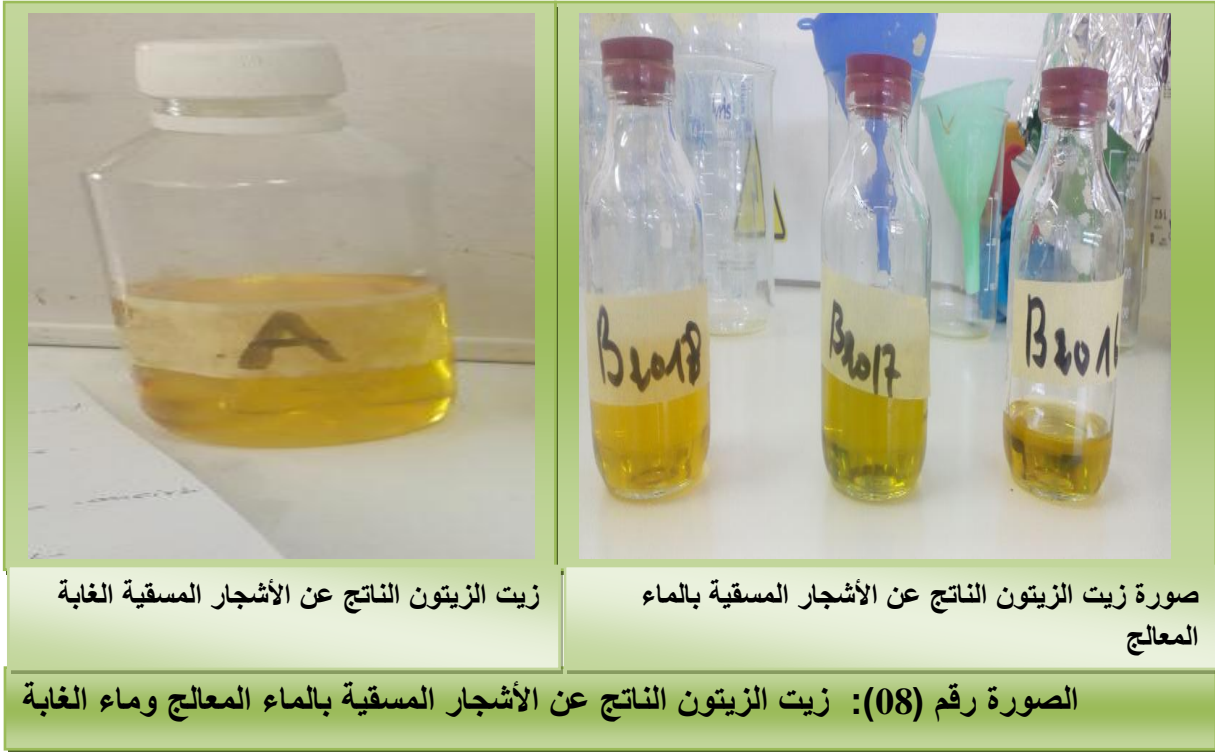 A
B2018
B2017
B2016
صورة زيت الزيتون الناتج عن الأشجار المسقية بالماء
المعالج
زيت الزيتون الناتج عن الأشجار المسقية الغابة
الصورة رقم (08): زيت الزيتون الناتج عن الأشجار المسقية بالماء المعالج وماء الغابة